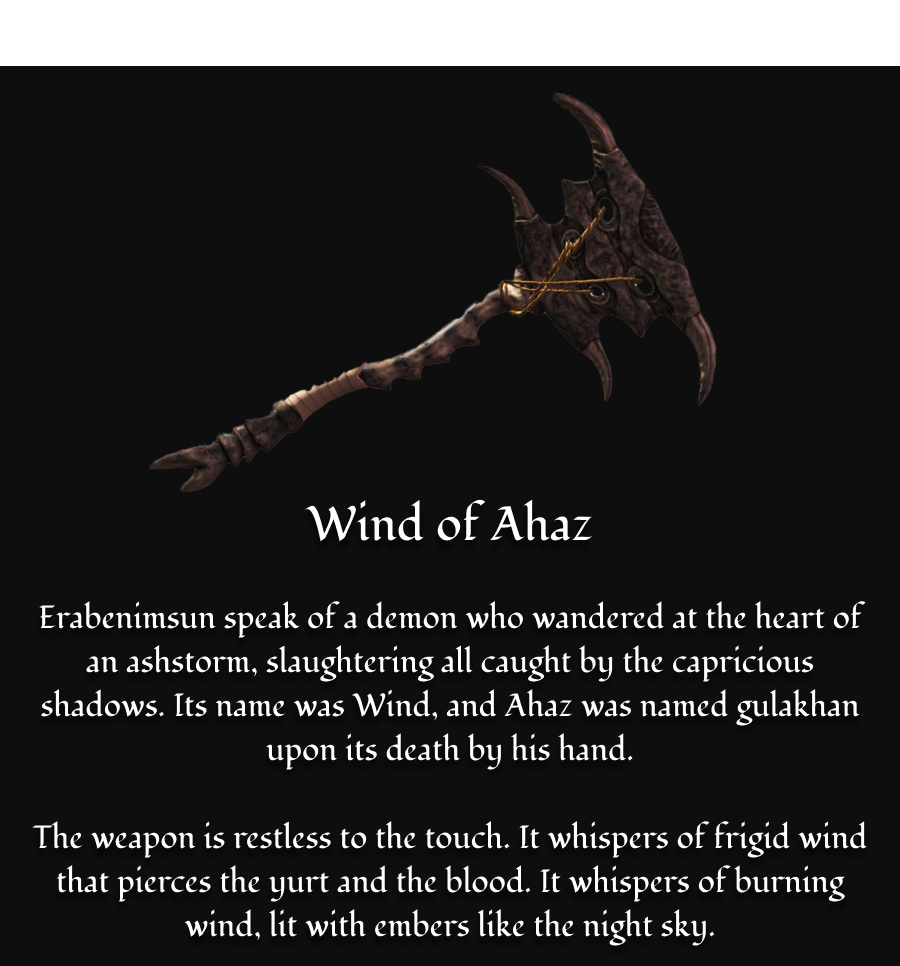 Wind of Ahaz
Erabenimsun speak of a demon who wandered at the heart of
an ashstorm, slaughtering all caught by the capricious
shadows. Its name was Wind, and Ahaz was named gulakhan
upon its death by his hand.
The weapon is restless to the touch. It whispers of frigid wind
that pierces the yurt and the blood. It whispers of burning
wind, lit with embers like the night sky.